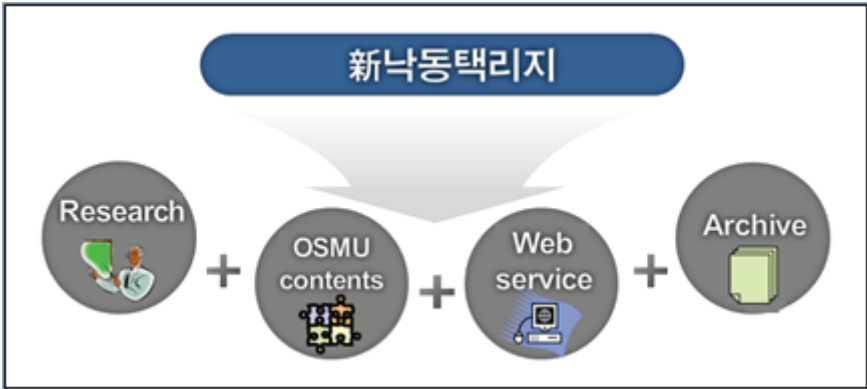 新낙동택리지
Research
+
OSMU
contents
+
Web
service
+
Archive